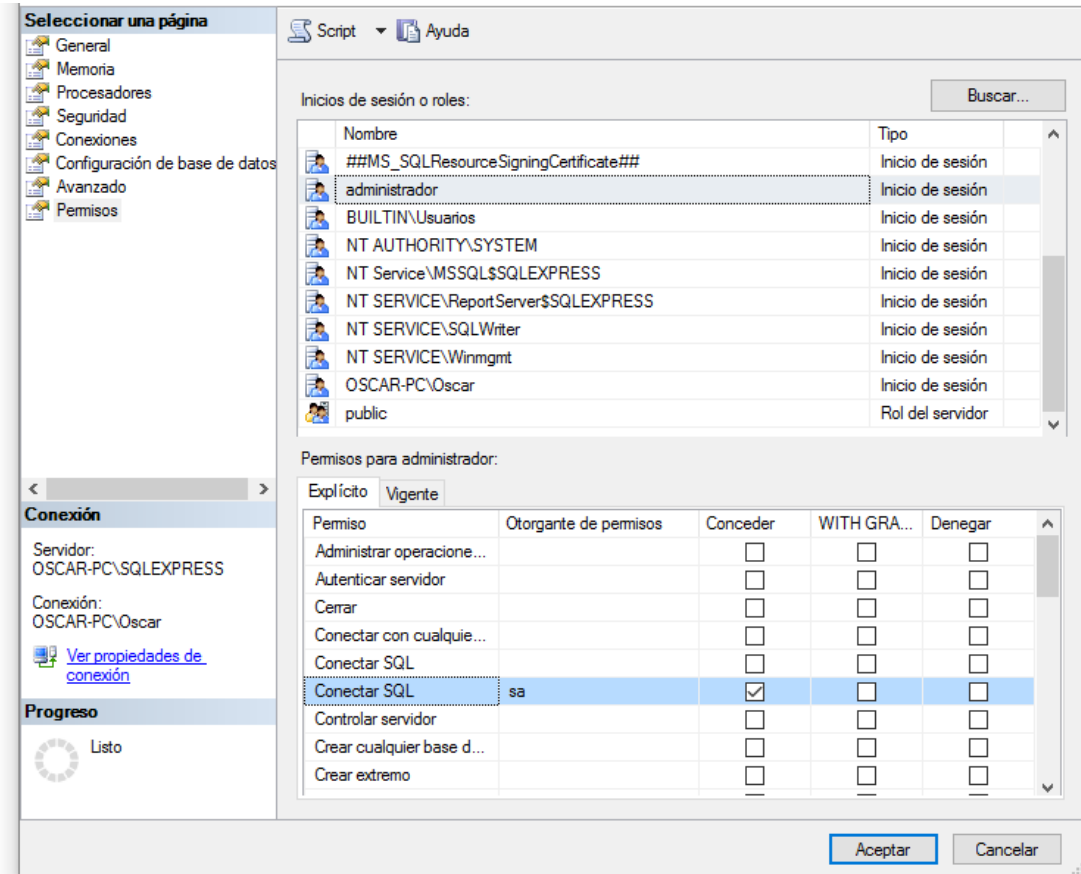 Seleccionar una página
General
Memoria
Procesadores
Seguridad
Conexiones
Configuración de base de datos
Avanzado
Permisos
Conexión
Servidor:
OSCAR-PC\SQLEXPRESS
Conexión:
OSCAR-PC\Oscar
Ver propiedades de
conexión
Progreso
Listo
Script Ayuda
Inicios de sesión o roles: Buscar...
Nombre Tipo
##MS_SQLResourceSigningCertificate## Inicio de sesión
administrador Inicio de sesión
BUILTIN\Usuarios Inicio de sesión
NT AUTHORITY\SYSTEM Inicio de sesión
NT Service\MSSQL$SQLEXPRESS Inicio de sesión
NT SERVICE\ReportServer$SQLEXPRESS Inicio de sesión
NT SERVICE\SQLWriter Inicio de sesión
NT SERVICE\Winmgmt Inicio de sesión
OSCAR-PC\Oscar Inicio de sesión
public Rol del servidor
Permisos para administrador:
Explícito Vigente
Permiso Otorgante de permisos Conceder WITH GRA... Denegar
Administrar operacione...
Autenticar servidor
Cerrar
Conectar con cualquie...
Conectar SQL
Conectar SQL sa
Controlar servidor
Crear cualquier base d...
Crear extremo
Aceptar Cancelar